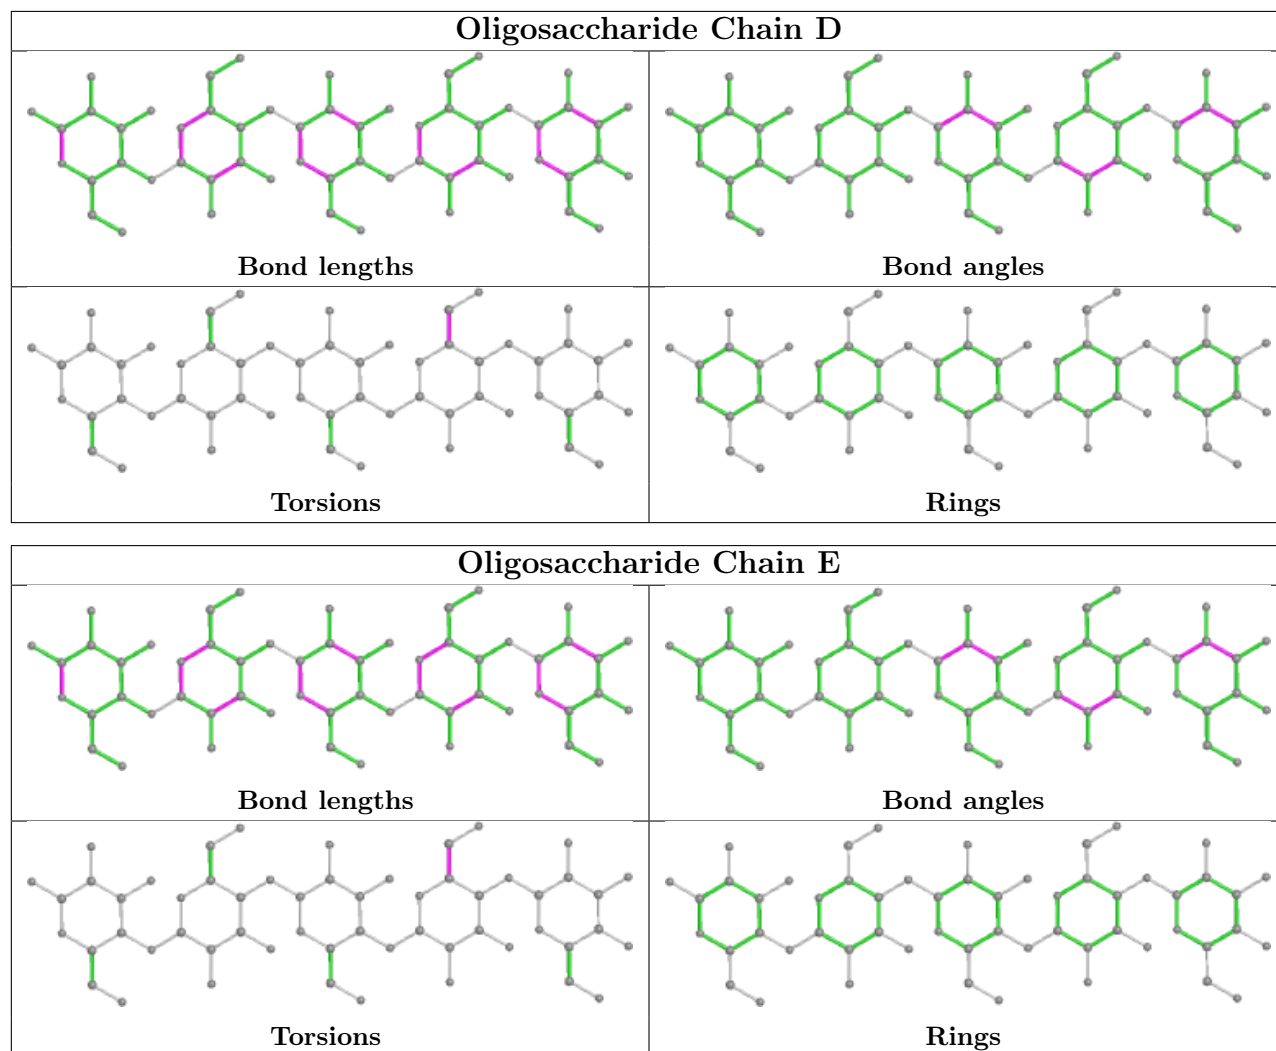 Oligosaccharide Chain D
Bond lengths
Bond angles
Torsions
Rings
Oligosaccharide Chain E
Bond lengths
Bond angles
Torsions
Rings